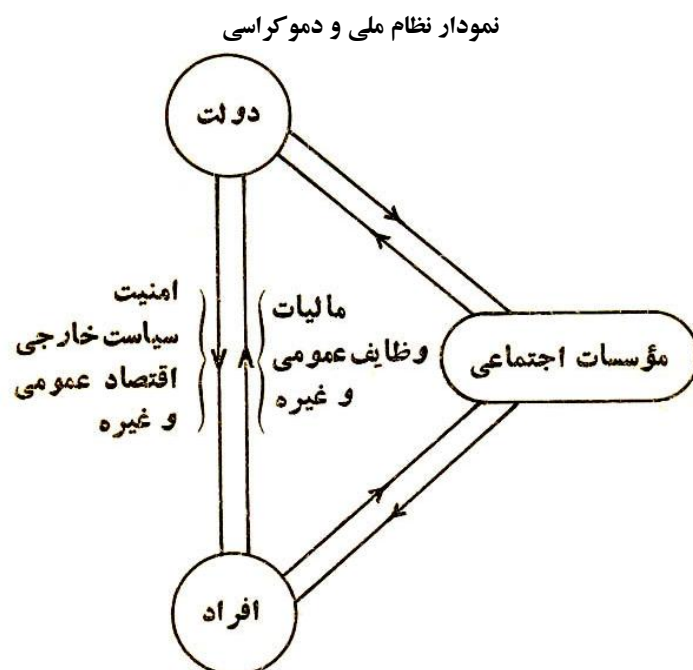 نمودار نظام ملی و دموکراسی
دولت
امنیت
سیاست خارجی
اقتصاد عمومی
و غیره
مالیات
وظایف عمومی
و غیره
مؤسسات اجتماعی
افراد